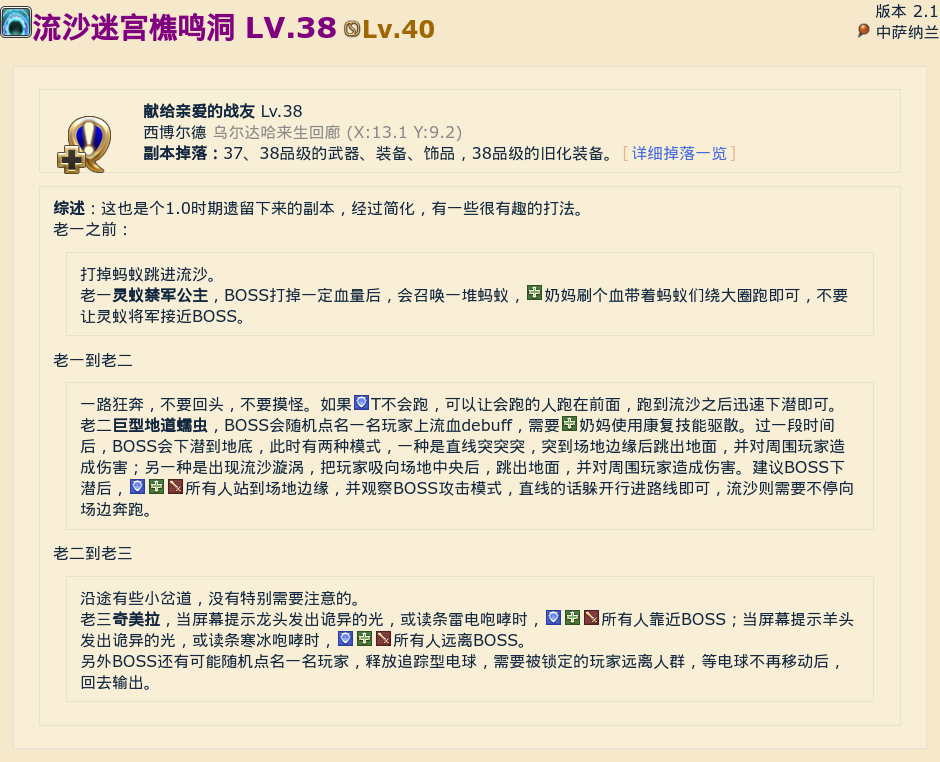 流沙迷宫樵鸣洞 LV.38 Lv.40
版本 2.1
中萨纳兰
献给亲爱的战友 Lv.38
西博尔德 乌尔达哈来生回廊 (X:13.1 Y:9.2)
副本掉落：37、38品级的武器、装备、饰品，38品级的旧化装备。［详细掉落一览］
综述：这也是个1.0时期遗留下来的副本，经过简化，有一些很有趣的打法。
老一之前：
打掉蚂蚁跳进流沙。
老一灵蚁禁军公主，BOSS打掉一定血量后，会召唤一堆蚂蚁，奶妈刷个血带着蚂蚁们绕大圈跑即可，不要
让灵蚁将军接近BOSS。
老一到老二
一路狂奔，不要回头，不要摸怪。如果T不会跑，可以让会跑的人跑在前面，跑到流沙之后迅速下潜即可。
老二巨型地道蠕虫，BOSS会随机点名一名玩家上流血debuff，需要奶妈使用康复技能驱散。过一段时间
后，BOSS会下潜到地底，此时有两种模式，一种是直线突突突，突到场地边缘后跳出地面，并对周围玩家造
成伤害；另一种是出现流沙漩涡，把玩家吸向场地中央后，跳出地面，并对周围玩家造成伤害。建议BOSS下
潜后，所有人站到场地边缘，并观察BOSS攻击模式，直线的话躲开行进路线即可，流沙则需要不停向
场边奔跑。
老二到老三
沿途有些小岔道，没有特别需要注意的。
老三奇美拉，当屏幕提示龙头发出诡异的光，或读条雷电咆哮时，所有人靠近BOSS；当屏幕提示羊头
发出诡异的光，或读条寒冰咆哮时，所有人远离BOSS。
另外BOSS还有可能随机点名一名玩家，释放追踪型电球，需要被锁定的玩家远离人群，等电球不再移动后，
回去输出。